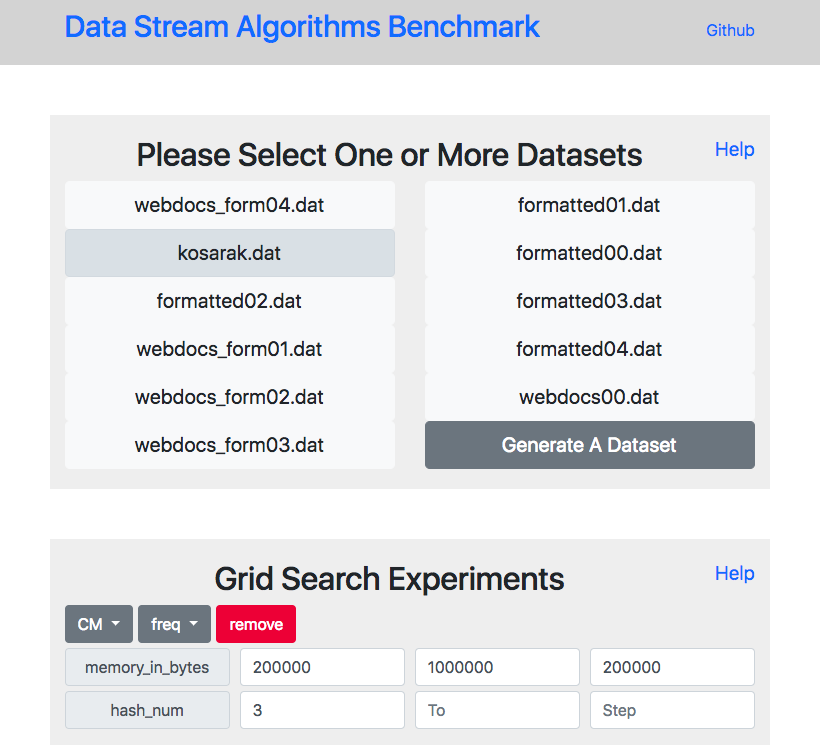 Data Stream Algorithms Benchmark
Github
Please Select One or More Datasets
Help
webdocs_form04.dat
formatted01.dat
kosarak.dat
formatted00.dat
formatted02.dat
formatted03.dat
webdocs_form01.dat
formatted04.dat
webdocs_form02.dat
webdocs00.dat
webdocs_form03.dat
Generate A Dataset
Grid Search Experiments
Help
CM
freq
remove
memory_in_bytes
200000
1000000
200000
hash_num
3
To
Step